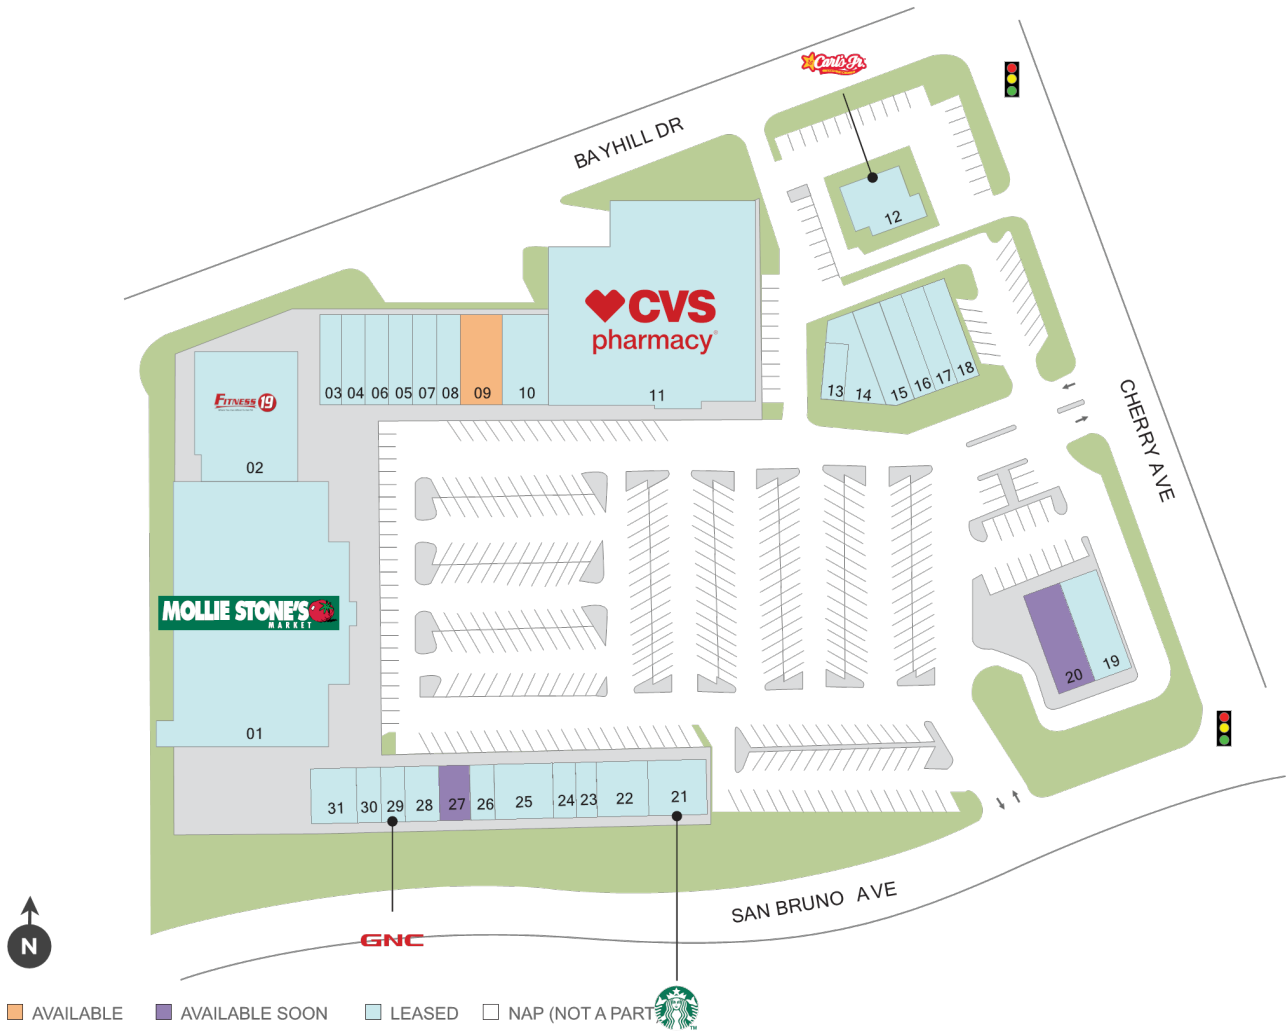 Carl's Jr.
BAYHILL DR
12
CVS
pharmacy
03 04 06 05 07 08 09 10 11
13 14 15 16 17 18
CHERRY AVE
FITNESS 19
02
MOLLIE STONE'S
MARKET
01
20 19
31 30 29 28 27 26 25 24 23 22 21
SAN BRUNO AVE
GNC
N
AVAILABLE
AVAILABLE SOON
LEASED
NAP (NOT A PART
TM